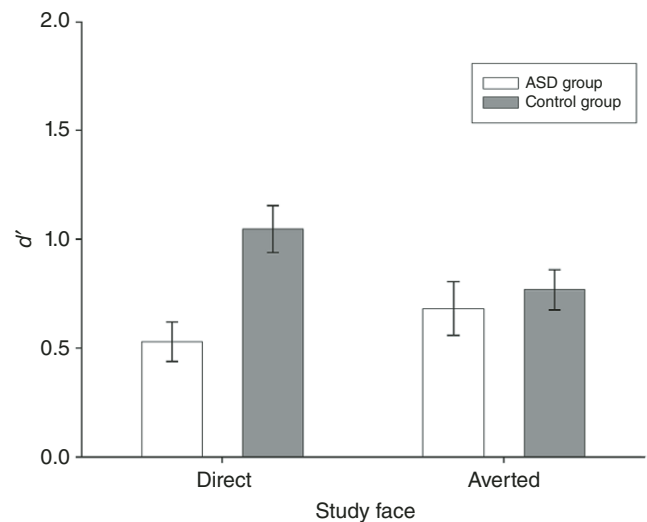 2.0
ASD group
Control group
1.5
d′
1.0
0.5
0.0
Direct
Averted
Study face